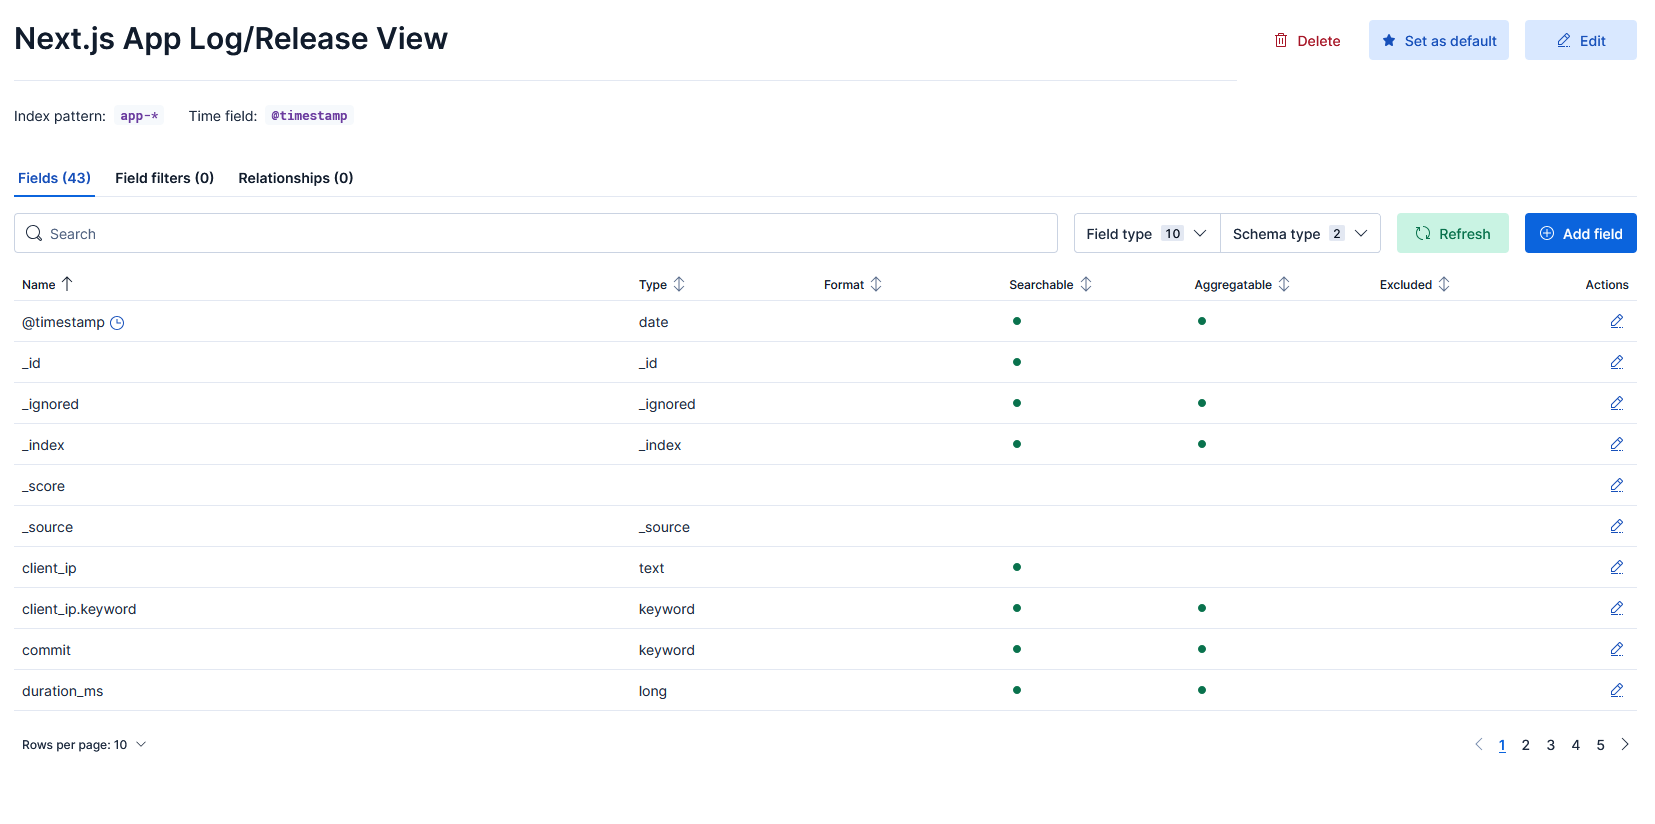 Next.js App Log/Release View
Delete
Set as default
Edit
Index pattern: app-* Time field: @timestamp
Fields (43) Field filters (0) Relationships (0)
Search
Field type 10
Schema type 2
Refresh
Add field
Name Type Format Searchable Aggregatable Excluded Actions
@timestamp date
_id _id
_ignored _ignored
_index _index
_score
_source _source
client_ip text
client_ip.keyword keyword
commit keyword
duration_ms long
Rows per page: 10
1 2 3 4 5